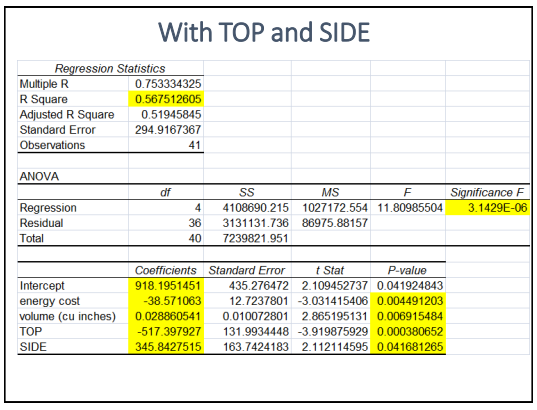 With TOP and SIDE
Regression Statistics
Multiple R 0.753334325
R Square 0.567512605
Adjusted R Square 0.51945845
Standard Error 294.9167367
Observations 41
ANOVA
df SS MS F Significance F
Regression 4 4108690.215 1027172.554 11.80985504 3.1429E-06
Residual 36 3131131.736 86975.88157
Total 40 7239821.951
Coefficients Standard Error t Stat P-value
Intercept 918.1951451 435.276472 2.109452737 0.041924843
energy cost -38.571063 12.7237801 -3.031415406 0.004491203
volume (cu inches) 0.028860541 0.010072801 2.865195131 0.006915484
TOP -517.397927 131.9934448 -3.919875929 0.000380652
SIDE 345.8427515 163.7424183 2.112114595 0.041681265